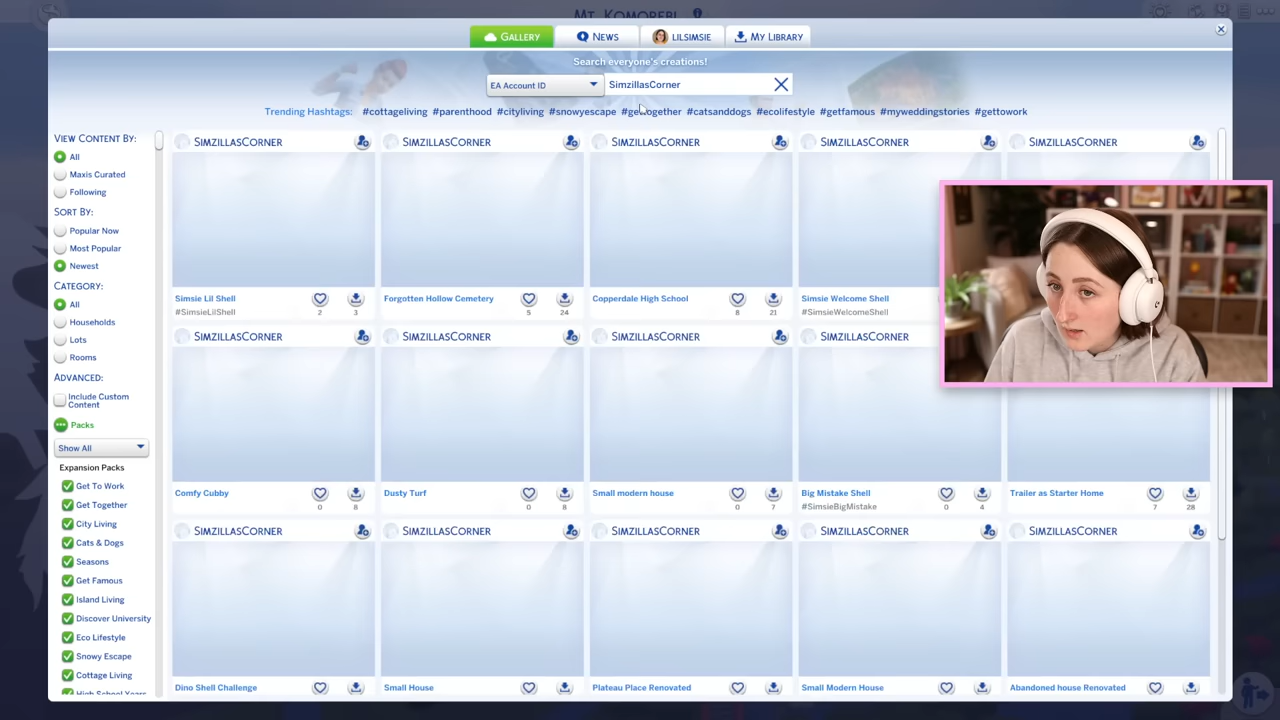 MT. KOMOREBI
GALLERY
NEWS
LILSIMSIE
MY LIBRARY
Search everyone's creations!
EA Account ID
SimzillasCorner
Trending Hashtags: #cottageliving #parenthood #cityliving #snowyescape #gettogether #catsanddogs #ecolifestyle #getfamous #myweddingstories #gettowork
VIEW CONTENT BY:
All
Maxis Curated
Following
SORT BY:
Popular Now
Most Popular
Newest
CATEGORY:
All
Households
Lots
Rooms
ADVANCED:
Include Custom
Content
Packs
Show All
Expansion Packs
Get To Work
Get Together
City Living
Cats & Dogs
Seasons
Get Famous
Island Living
Discover University
Eco Lifestyle
Snowy Escape
Cottage Living
High School Years
SIMZILLASCORNER
SIMZILLASCORNER
SIMZILLASCORNER
SIMZILLASCORNER
SIMZILLASCORNER
Simsie Lil Shell
#SimsieLilShell
2
3
Forgotten Hollow Cemetery
5
24
Copperdale High School
8
21
Simsie Welcome Shell
#SimsieWelcomeShell
SIMZILLASCORNER
SIMZILLASCORNER
SIMZILLASCORNER
SIMZILLASCORNER
Comfy Cubby
0
8
Dusty Turf
0
8
Small modern house
0
7
Big Mistake Shell
#SimsieBigMistake
0
4
Trailer as Starter Home
7
28
SIMZILLASCORNER
SIMZILLASCORNER
SIMZILLASCORNER
SIMZILLASCORNER
SIMZILLASCORNER
Dino Shell Challenge
Small House
Plateau Place Renovated
Small Modern House
Abandoned house Renovated